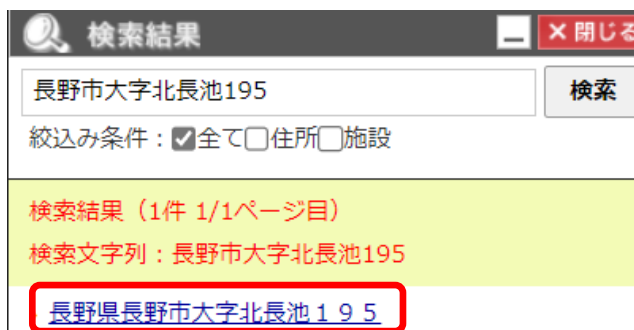 検索結果
×閉じる
長野市大字北長池195
検索
絞込み条件：全て住所施設
検索結果（1件 1/1ページ目）
検索文字列：長野市大字北長池195
長野県長野市大字北長池１９５